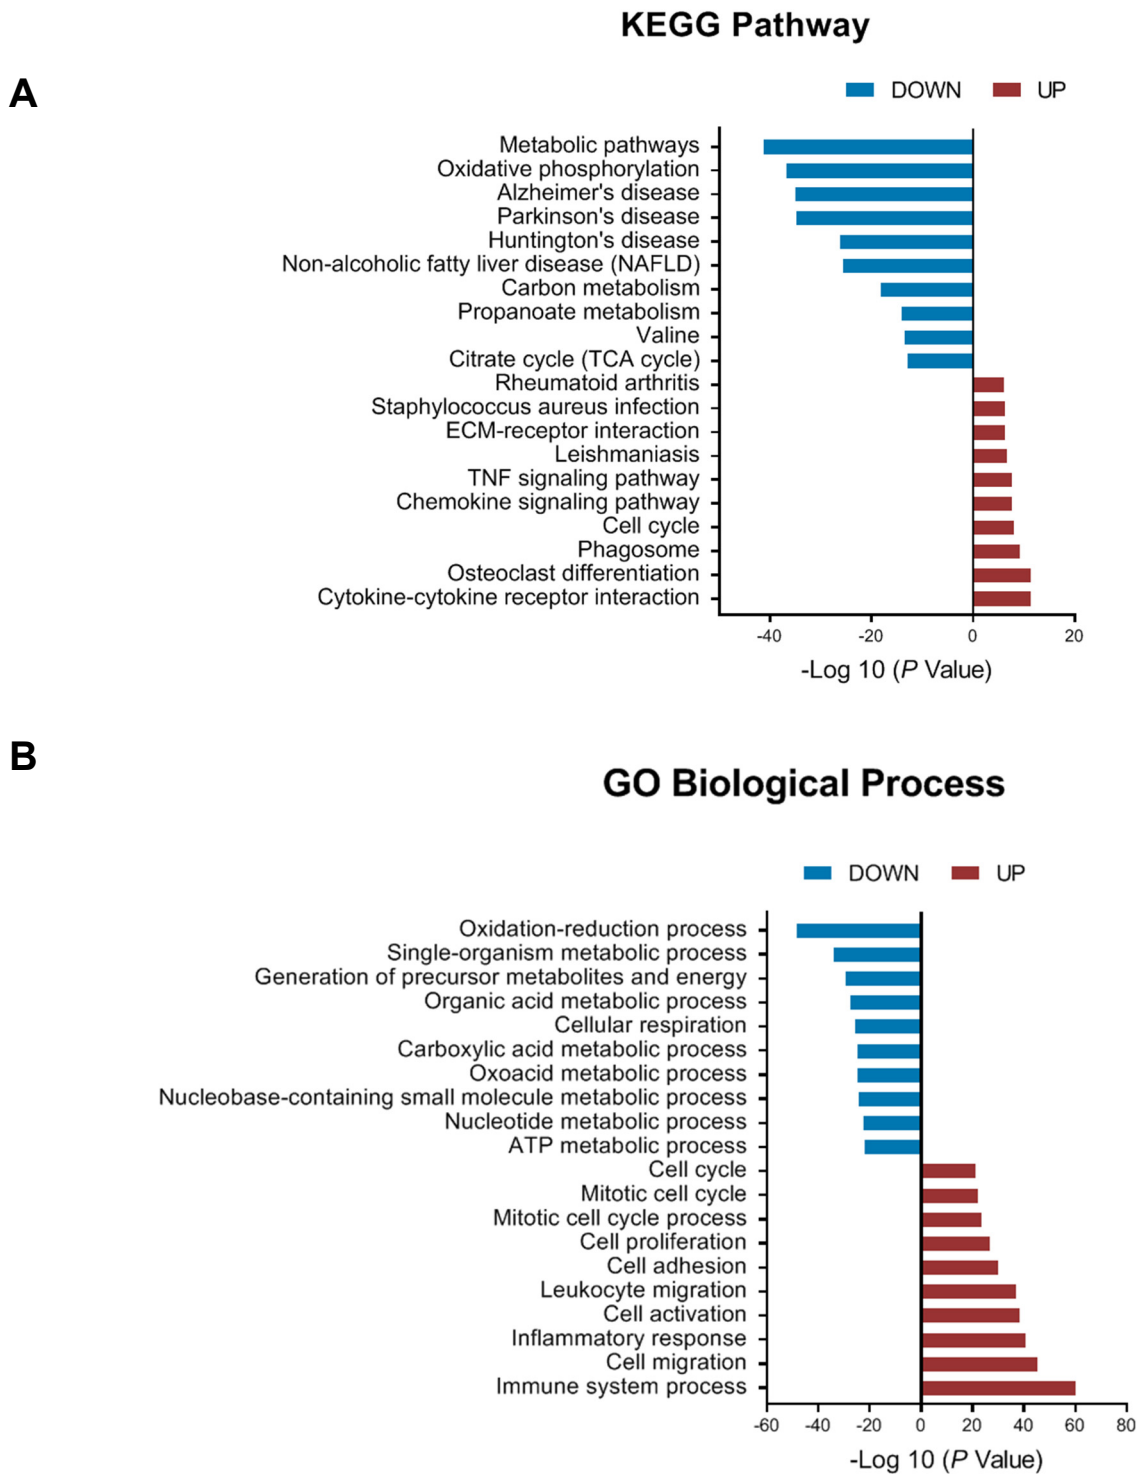 KEGG Pathway
A
DOWN UP
Metabolic pathways
Oxidative phosphorylation
Alzheimer's disease
Parkinson's disease
Huntington's disease
Non-alcoholic fatty liver disease (NAFLD)
Carbon metabolism
Propanoate metabolism
Valine
Citrate cycle (TCA cycle)
Rheumatoid arthritis
Staphylococcus aureus infection
ECM-receptor interaction
Leishmaniasis
TNF signaling pathway
Chemokine signaling pathway
Cell cycle
Phagosome
Osteoclast differentiation
Cytokine-cytokine receptor interaction
-40 -20 0 20
-Log 10 (P Value)
B
GO Biological Process
DOWN UP
Oxidation-reduction process
Single-organism metabolic process
Generation of precursor metabolites and energy
Organic acid metabolic process
Cellular respiration
Carboxylic acid metabolic process
Oxoacid metabolic process
Nucleobase-containing small molecule metabolic process
Nucleotide metabolic process
ATP metabolic process
Cell cycle
Mitotic cell cycle
Mitotic cell cycle process
Cell proliferation
Cell adhesion
Leukocyte migration
Cell activation
Inflammatory response
Cell migration
Immune system process
-60 -40 -20 0 20 40 60 80
-Log 10 (P Value)